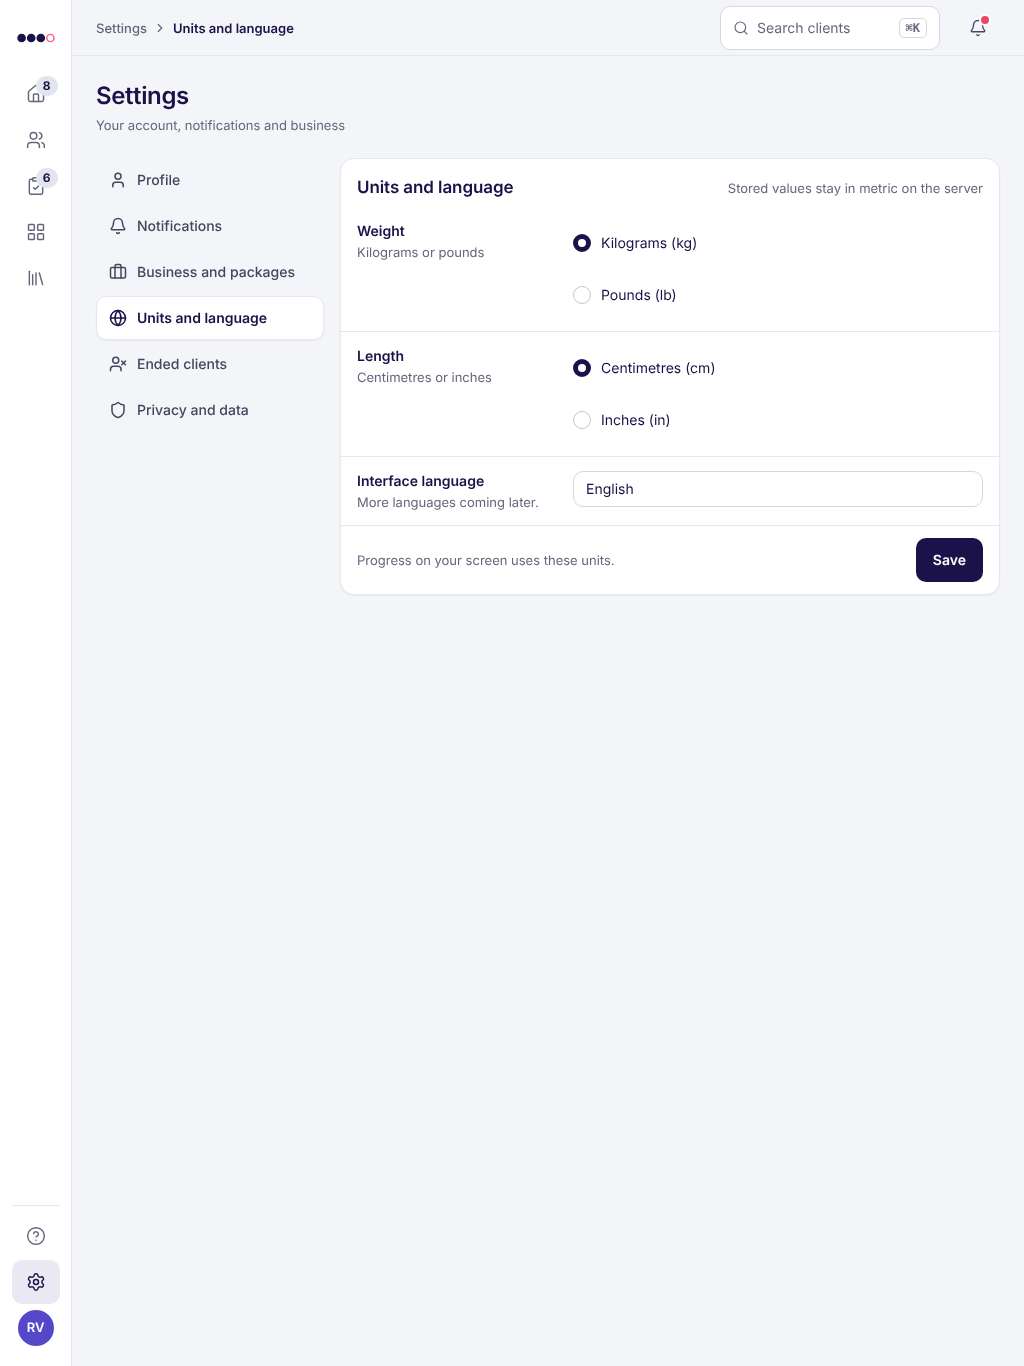 Settings > Units and language
Search clients ⌘K
8
6
Settings
Your account, notifications and business
Profile
Notifications
Business and packages
Units and language
Ended clients
Privacy and data
Units and language
Stored values stay in metric on the server
Weight
Kilograms or pounds
Kilograms (kg)
Pounds (lb)
Length
Centimetres or inches
Centimetres (cm)
Inches (in)
Interface language
More languages coming later.
English
Progress on your screen uses these units.
Save
RV